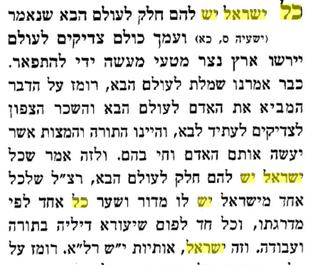 כל ישראל יש להם חלק לעולם הבא שנאמר
(ישעיה ס, כא) ועמך כולם צדיקים לעולם
יירשו ארץ נצר מטעי מעשה ידי להתפאר.
כבר אמרנו שמלת לעולם הבא, רומז על הדבר
המביא את האדם לעולם הבא והשכר הצפון
לצדיקים לעתיד לבא, והיינו התורה והמצות אשר
יעשה אותם האדם וחי בהם. ולזה אמר שכל
ישראל יש להם חלק לעולם הבא, רצ"ל שלכל
אחד מישראל יש לו מדור ושער כל אחד לפי
מדרגתו, וכל חד לפום שיעורא דיליה בתורה
ועבודה. וזה ישראל, אותיות י"ש רל"א. רומז על